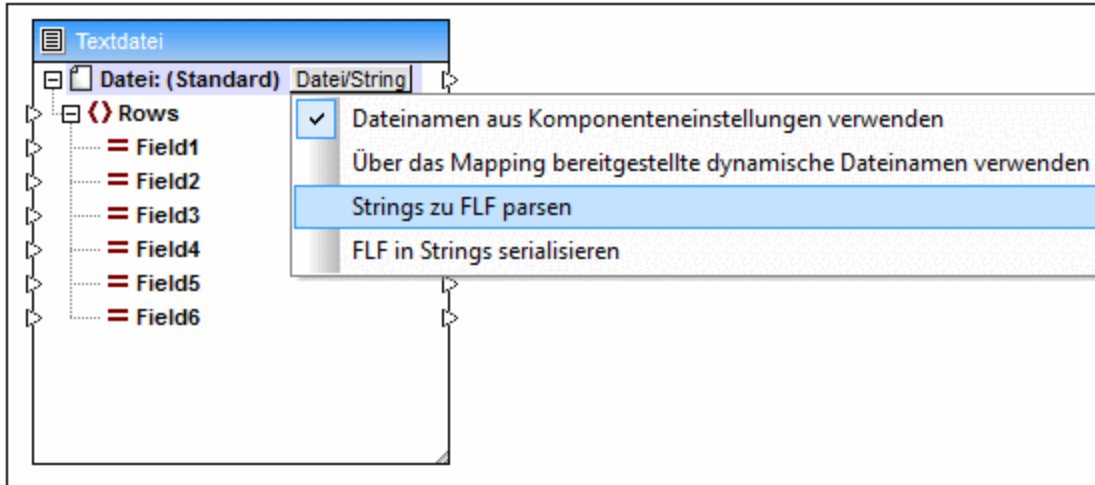 Textdatei
Datei: (Standard) Datei/String
Rows
Dateinamen aus Komponenteneinstellungen verwenden
Field1
Über das Mapping bereitgestellte dynamische Dateinamen verwenden
Field2
Strings zu FLF parsen
Field3
FLF in Strings serialisieren
Field4
Field5
Field6